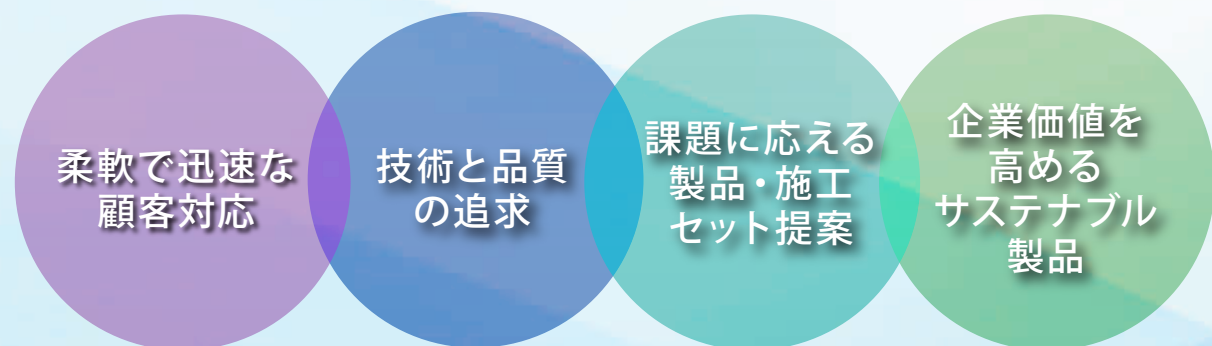 柔軟で迅速な
顧客対応
技術と品質
の追求
課題に応える
製品・施工
セット提案
企業価値を
高める
サステナブル
製品